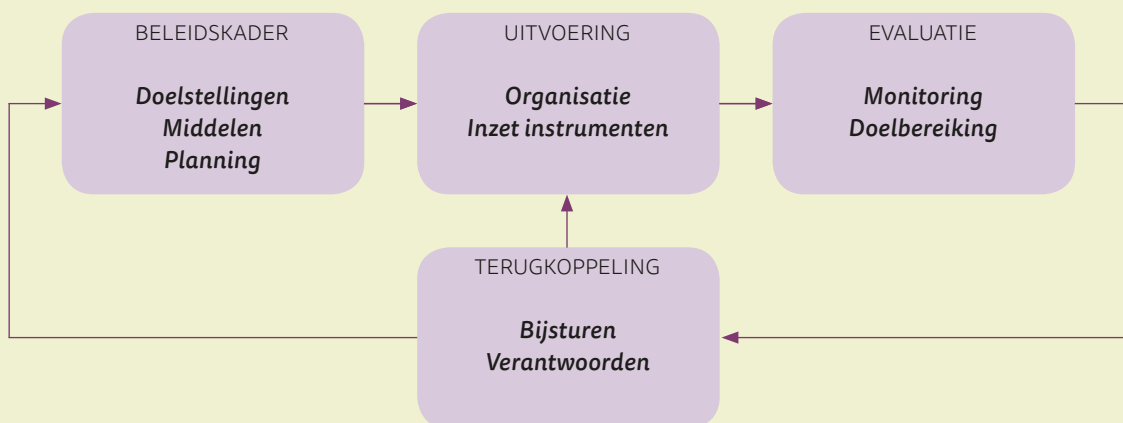 BELEIDSKADER
Doelstellingen
Middelen
Planning
UITVOERING
Organisatie
Inzet instrumenten
EVALUATIE
Monitoring
Doelbereiking
TERUGKOPPELING
Bijsturen
Verantwoorden